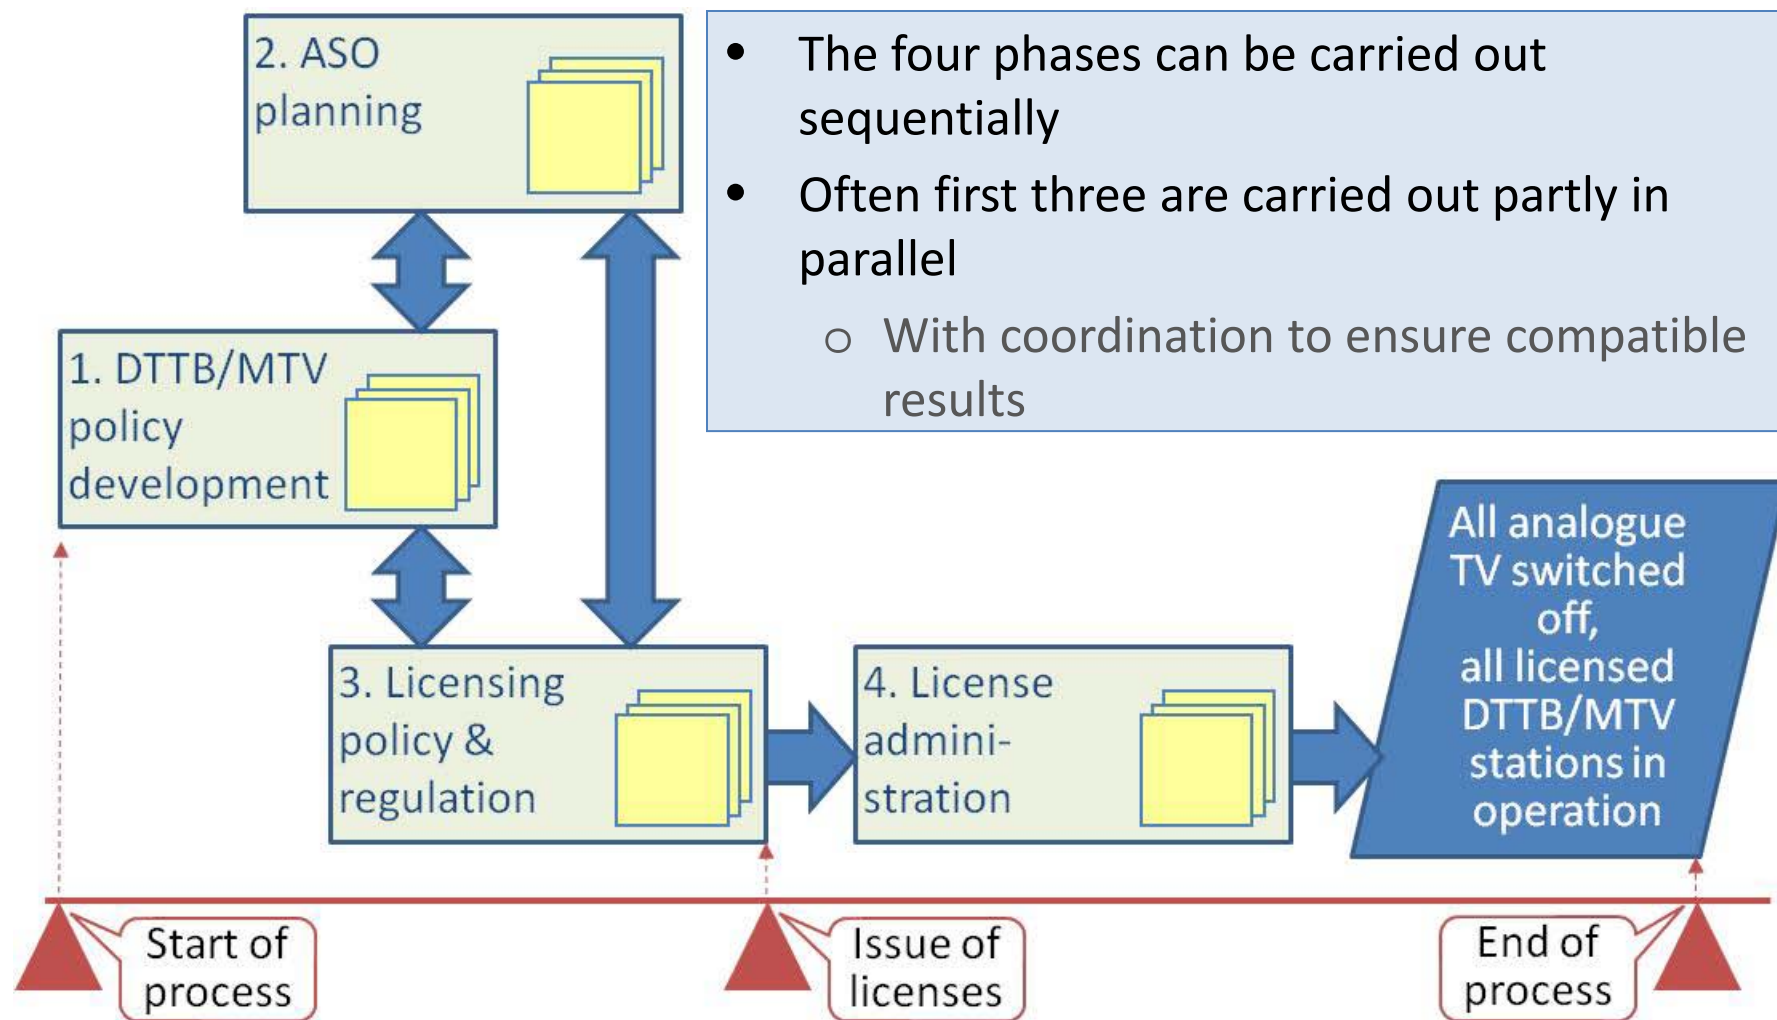 2. ASO
planning
• The four phases can be carried out
sequentially
• Often first three are carried out partly in
parallel
o With coordination to ensure compatible
results
1. DTTB/MTV
policy
development
3. Licensing
policy &
regulation
4. License
admini-
stration
All analogue
TV switched
off,
all licensed
DTTB/MTV
stations in
operation
Start of
process
Issue of
licenses
End of
process